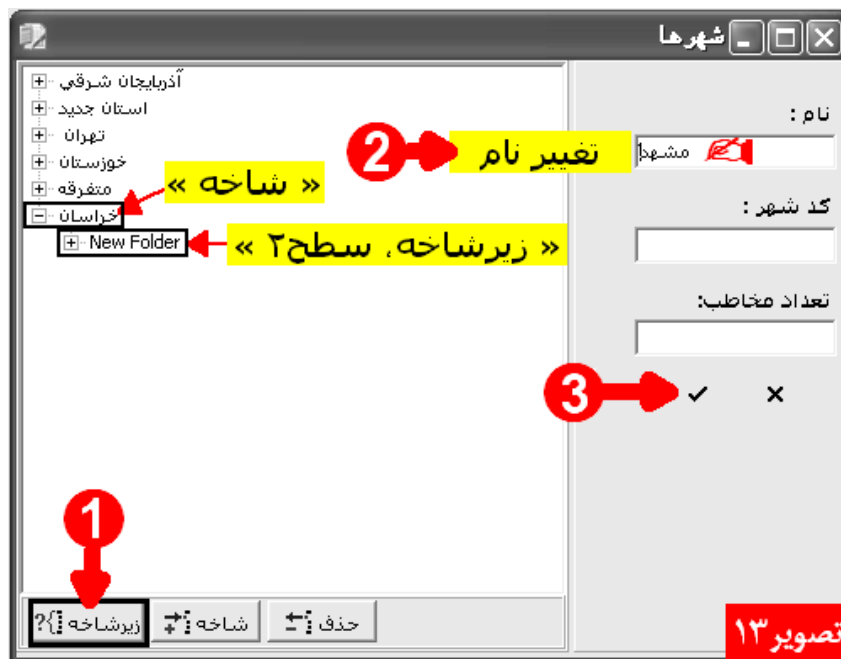 شهرها
آذربایجان شرقی
استان جدید
تهران
خوزستان
متفرقه
خراسان
New Folder
« شاخه »
« زیرشاخه، سطح۲ »
نام :
مشهد
2
تغییر نام
کد شهر :
تعداد مخاطب:
3
1
زیرشاخه
شاخه
حذف
تصویر۱۳